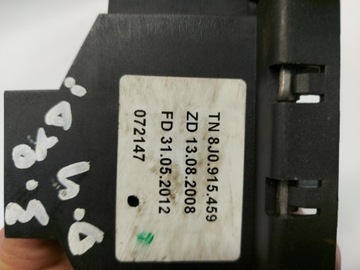 TN 8J0.915.459
ZD 13.08.2008
FD 31.05.2012
072147